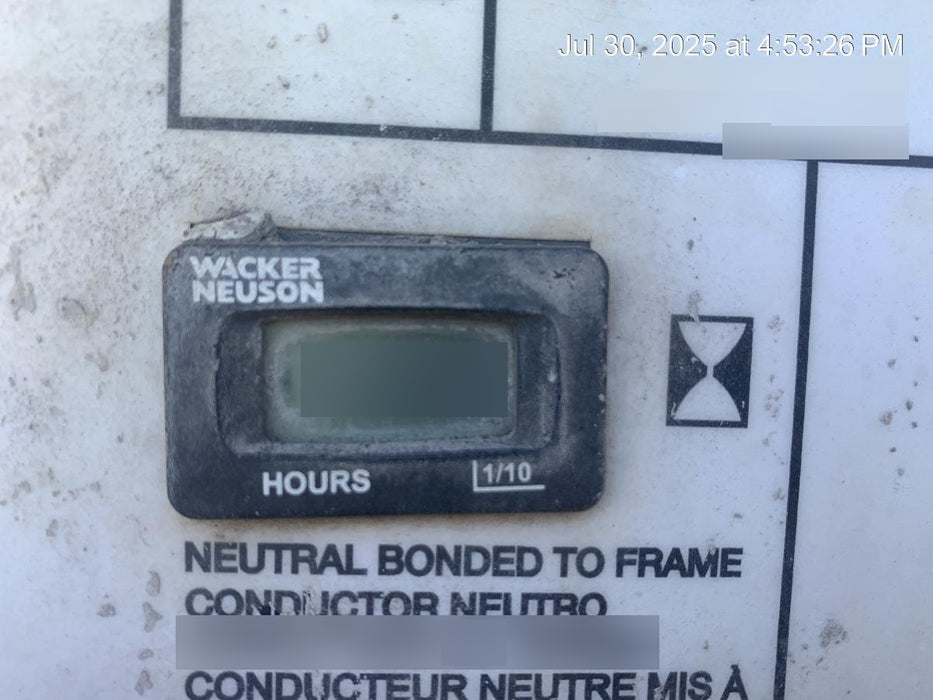 Jul 30, 2025 at 4:53:26 PM
WACKER
NEUSON
HOURS
1/10
NEUTRAL BONDED TO FRAME
CONDUCTOR NEUTRO
CONDUCTEUR NEUTRE MIS À